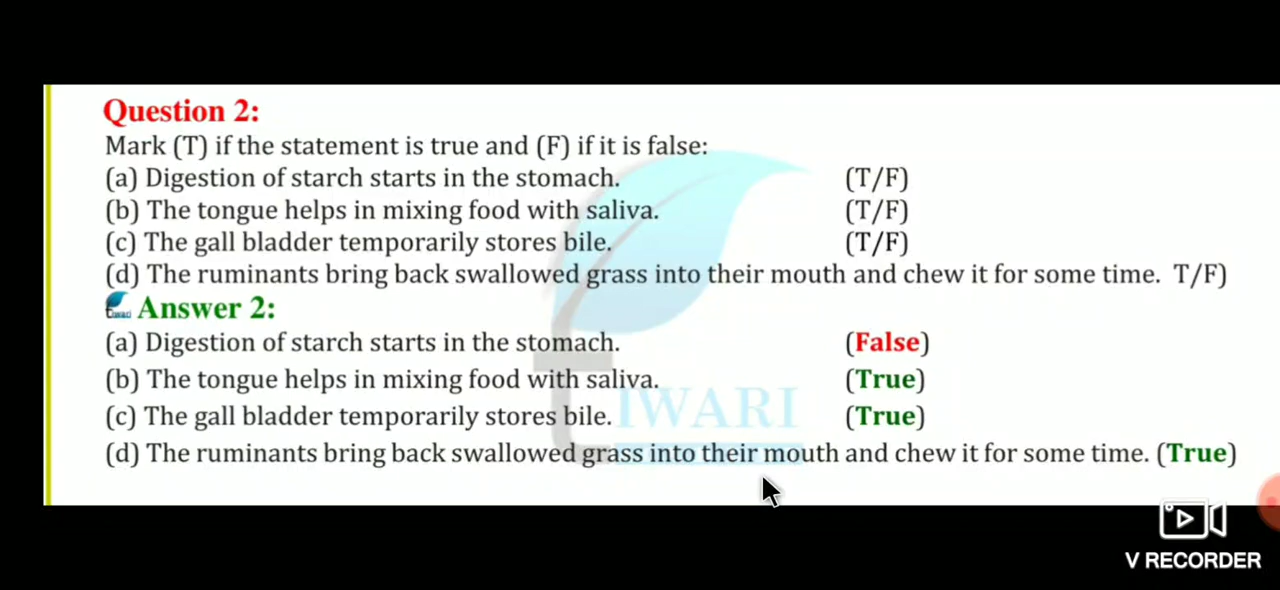 Question 2:
Mark (T) if the statement is true and (F) if it is false:
(a) Digestion of starch starts in the stomach. (T/F)
(b) The tongue helps in mixing food with saliva. (T/F)
(c) The gall bladder temporarily stores bile. (T/F)
(d) The ruminants bring back swallowed grass into their mouth and chew it for some time. T/F)
Answer 2:
(a) Digestion of starch starts in the stomach. (False)
(b) The tongue helps in mixing food with saliva. (True)
(c) The gall bladder temporarily stores bile. (True)
IWARI
(d) The ruminants bring back swallowed grass into their mouth and chew it for some time. (True)
V RECORDER